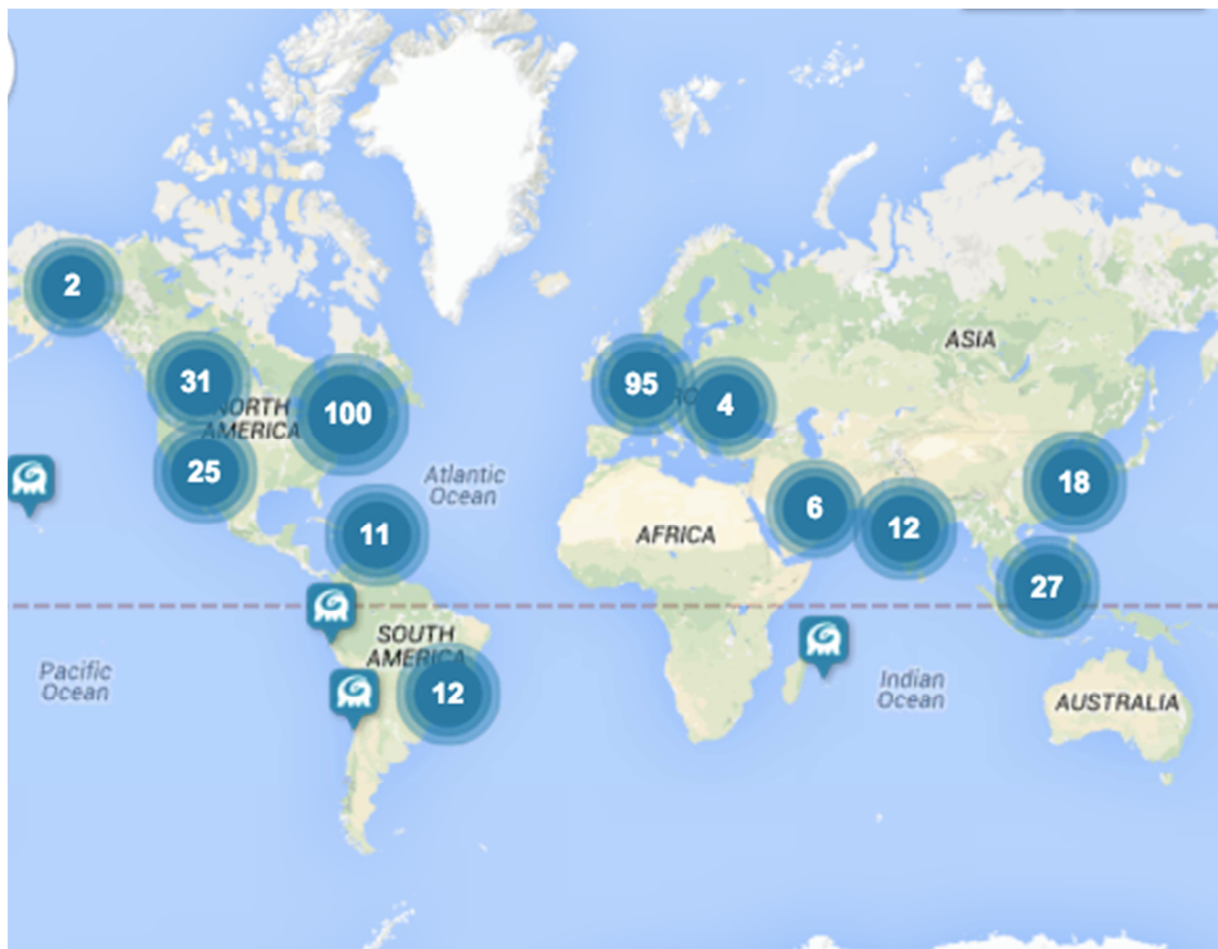 2
31
95
ASIA
4
NORTH
AMERICA
100
25
Atlantic
Ocean
18
6
12
11
AFRICA
27
SOUTH
AMERICA
Pacific
Ocean
12
Indian
Ocean
AUSTRALIA